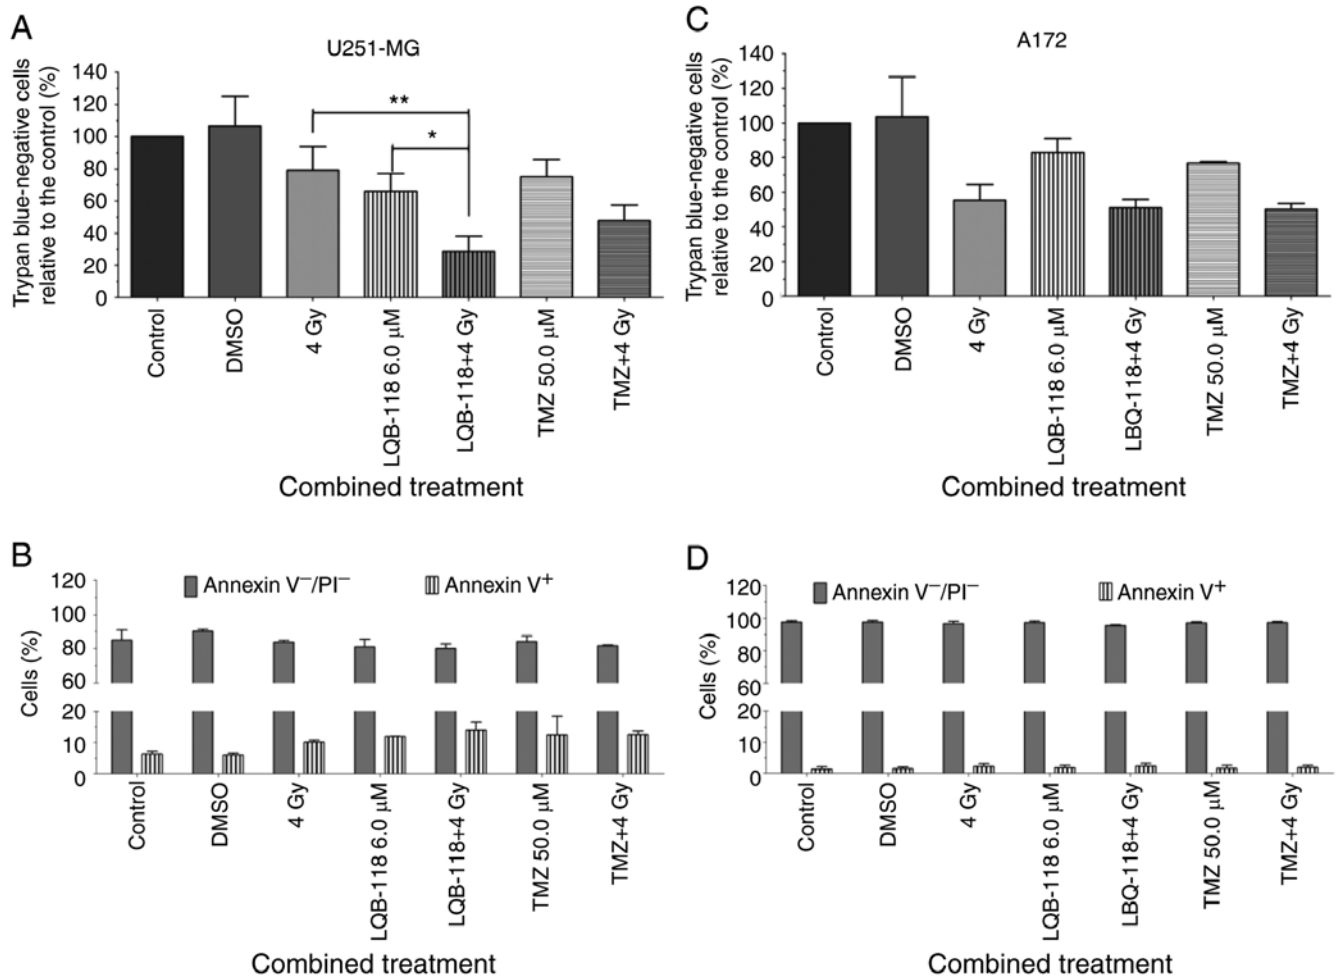 A
U251-MG
Trypan blue-negative cells
relative to the control (%)
140
120
100
80
60
40
20
0
**
*
Control
DMSO
4 Gy
LQB-118 6.0 μM
LQB-118+4 Gy
TMZ 50.0 μM
TMZ+4 Gy
Combined treatment
C
A172
Trypan blue-negative cells
relative to the control (%)
140
120
100
80
60
40
20
0
Control
DMSO
4 Gy
LQB-118 6.0 μM
LBQ-118+4 Gy
TMZ 50.0 μM
TMZ+4 Gy
Combined treatment
B
Annexin V⁻/PI⁻
Annexin V⁺
Cells (%)
120
100
80
60
20
10
0
Control
DMSO
4 Gy
LQB-118 6.0 μM
LQB-118+4 Gy
TMZ 50.0 μM
TMZ+4 Gy
Combined treatment
D
Annexin V⁻/PI⁻
Annexin V⁺
Cells (%)
120
100
80
60
20
10
0
Control
DMSO
4 Gy
LQB-118 6.0 μM
LBQ-118+4 Gy
TMZ 50.0 μM
TMZ+4 Gy
Combined treatment